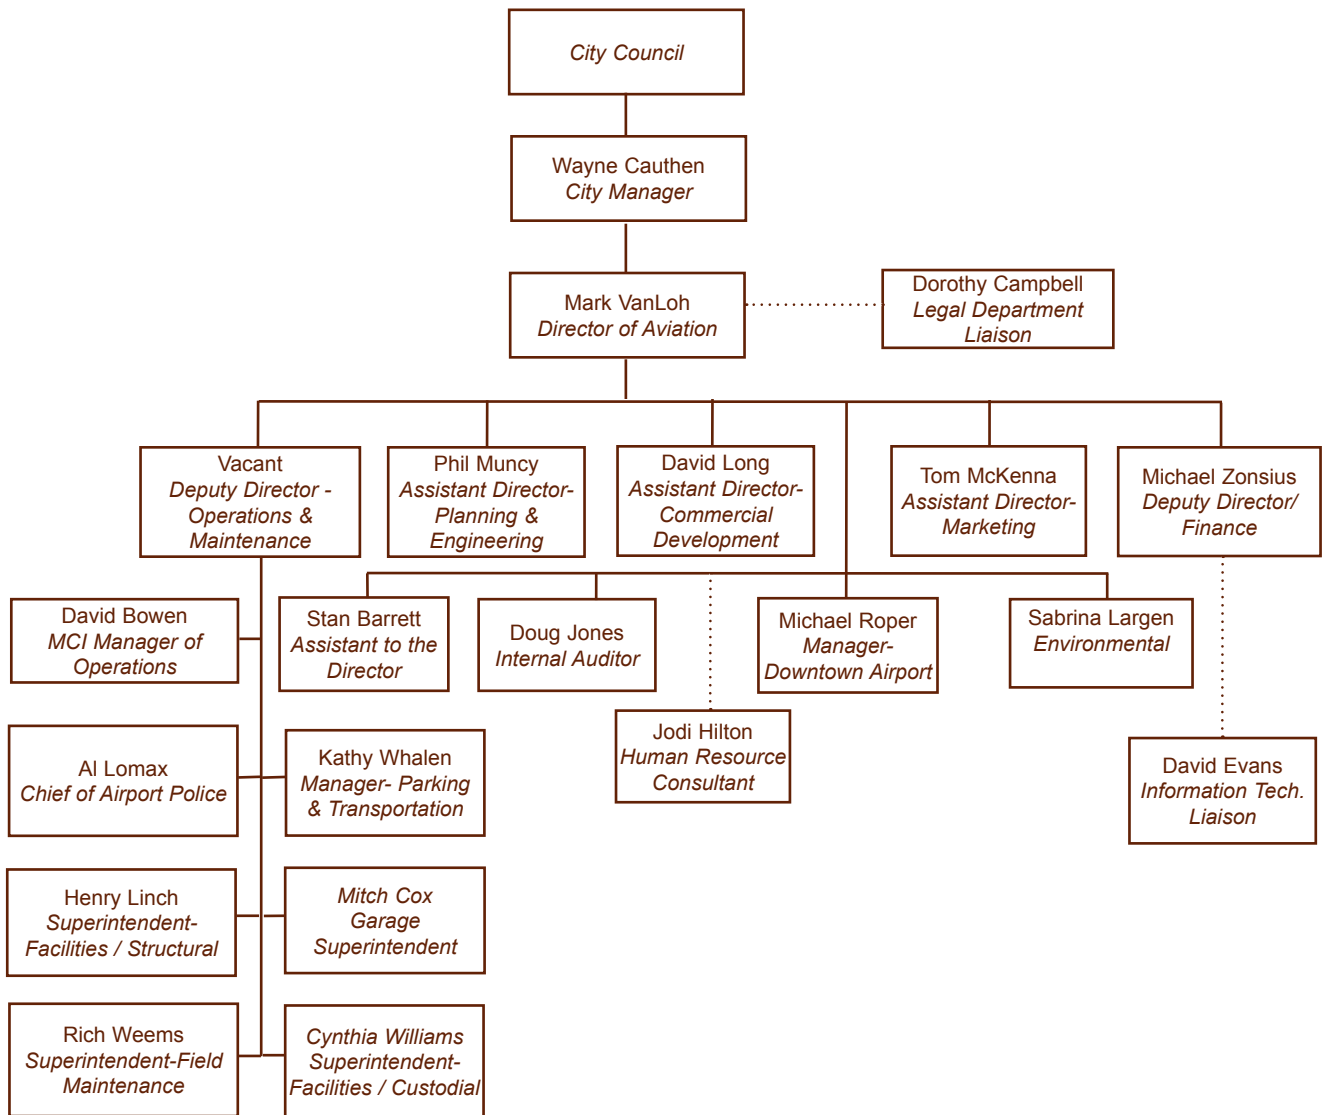 City Council
Wayne Cauthen
City Manager
Mark VanLoh
Director of Aviation
Dorothy Campbell
Legal Department
Liaison
Vacant
Deputy Director -
Operations &
Maintenance
Phil Muncy
Assistant Director-
Planning &
Engineering
David Long
Assistant Director-
Commercial
Development
Tom McKenna
Assistant Director-
Marketing
Michael Zonsius
Deputy Director/
Finance
David Bowen
MCI Manager of
Operations
Stan Barrett
Assistant to the
Director
Doug Jones
Internal Auditor
Michael Roper
Manager-
Downtown Airport
Sabrina Largen
Environmental
Jodi Hilton
Human Resource
Consultant
David Evans
Information Tech.
Liaison
Al Lomax
Chief of Airport Police
Kathy Whalen
Manager- Parking
& Transportation
Henry Linch
Superintendent-
Facilities / Structural
Mitch Cox
Garage
Superintendent
Rich Weems
Superintendent-Field
Maintenance
Cynthia Williams
Superintendent-
Facilities / Custodial